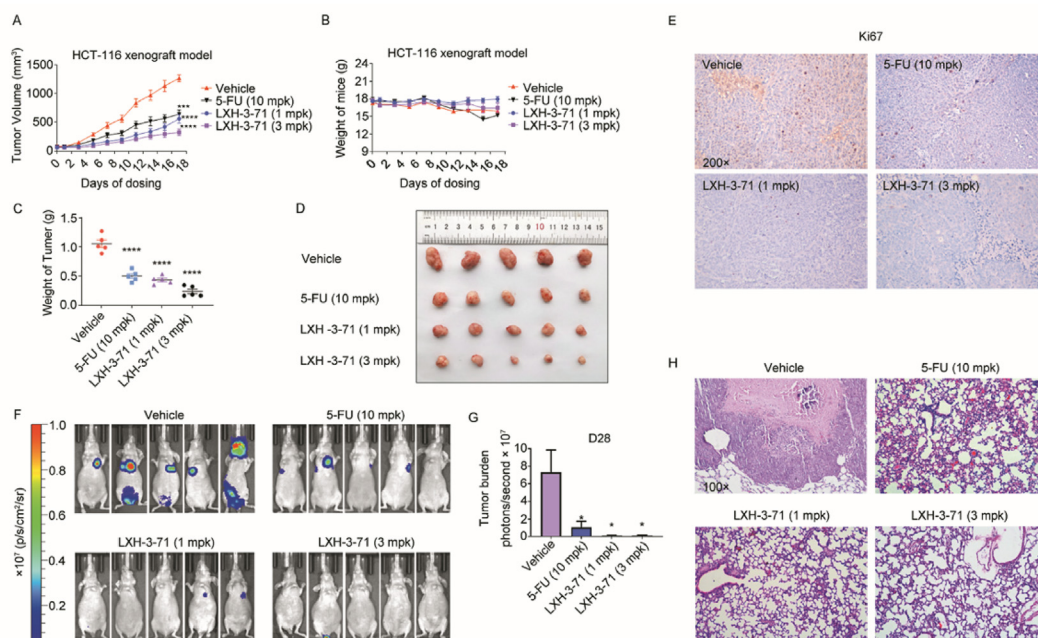 A
HCT-116 xenograft model
Tumor Volume (mm³)
1500
1000
500
0
0 2 4 6 8 10 12 14 16 18
Days of dosing
Vehicle
5-FU (10 mpk)
LXH-3-71 (1 mpk)
LXH-3-71 (3 mpk)
***
****
****
B
HCT-116 xenograft model
Weight of mice (g)
24
21
18
15
12
9
0 2 4 6 8 10 12 14 16 18
Days of dosing
Vehicle
5-FU (10 mpk)
LXH-3-71 (1 mpk)
LXH-3-71 (3 mpk)
C
Weight of Tumer (g)
1.5
1.0
0.5
0.0
****
****
****
Vehicle
5-FU (10 mpk)
LXH-3-71 (1 mpk)
LXH-3-71 (3 mpk)
D
1 2 3 4 5 6 7 8 9 10 11 12 13 14 15
Vehicle
5-FU (10 mpk)
LXH -3-71 (1 mpk)
LXH -3-71 (3 mpk)
E
Ki67
Vehicle
5-FU (10 mpk)
200×
LXH-3-71 (1 mpk)
LXH-3-71 (3 mpk)
F
Vehicle
5-FU (10 mpk)
LXH-3-71 (1 mpk)
LXH-3-71 (3 mpk)
1.0
0.8
0.6
0.4
0.2
×10⁷ (p/s/cm²/sr)
G
D28
Tumor burden
photons/second × 10⁷
10
8
6
4
2
0
*
*
*
Vehicle
5-FU (10 mpk)
LXH-3-71 (1 mpk)
LXH-3-71 (3 mpk)
H
Vehicle
5-FU (10 mpk)
100×
LXH-3-71 (1 mpk)
LXH-3-71 (3 mpk)